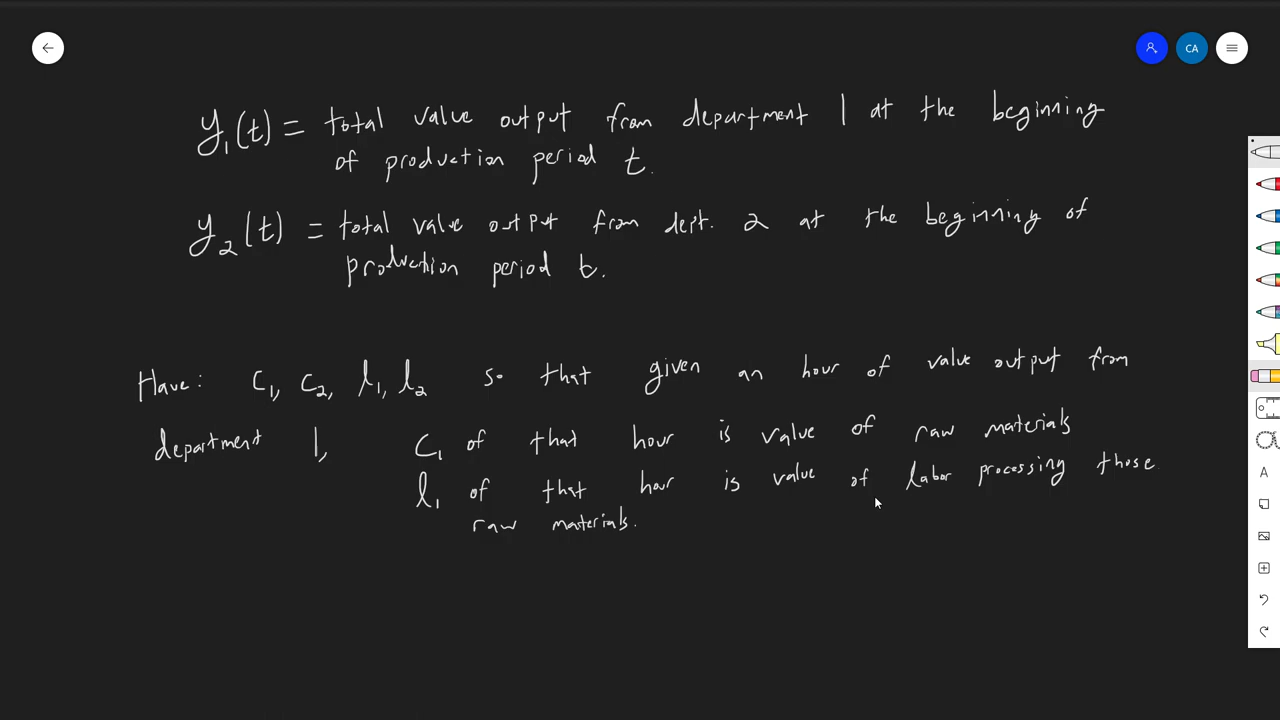 CA
y₁(t) = total value output from department 1 at the beginning
of production period t.
y₂(t) = total value output from dept. 2 at the beginning of
production period t.
Have: c₁, c₂, l₁, l₂ so that given an hour of value output from
department 1, c₁ of that hour is value of raw materials
l₁ of that hour is value of labor processing those
raw materials.
A